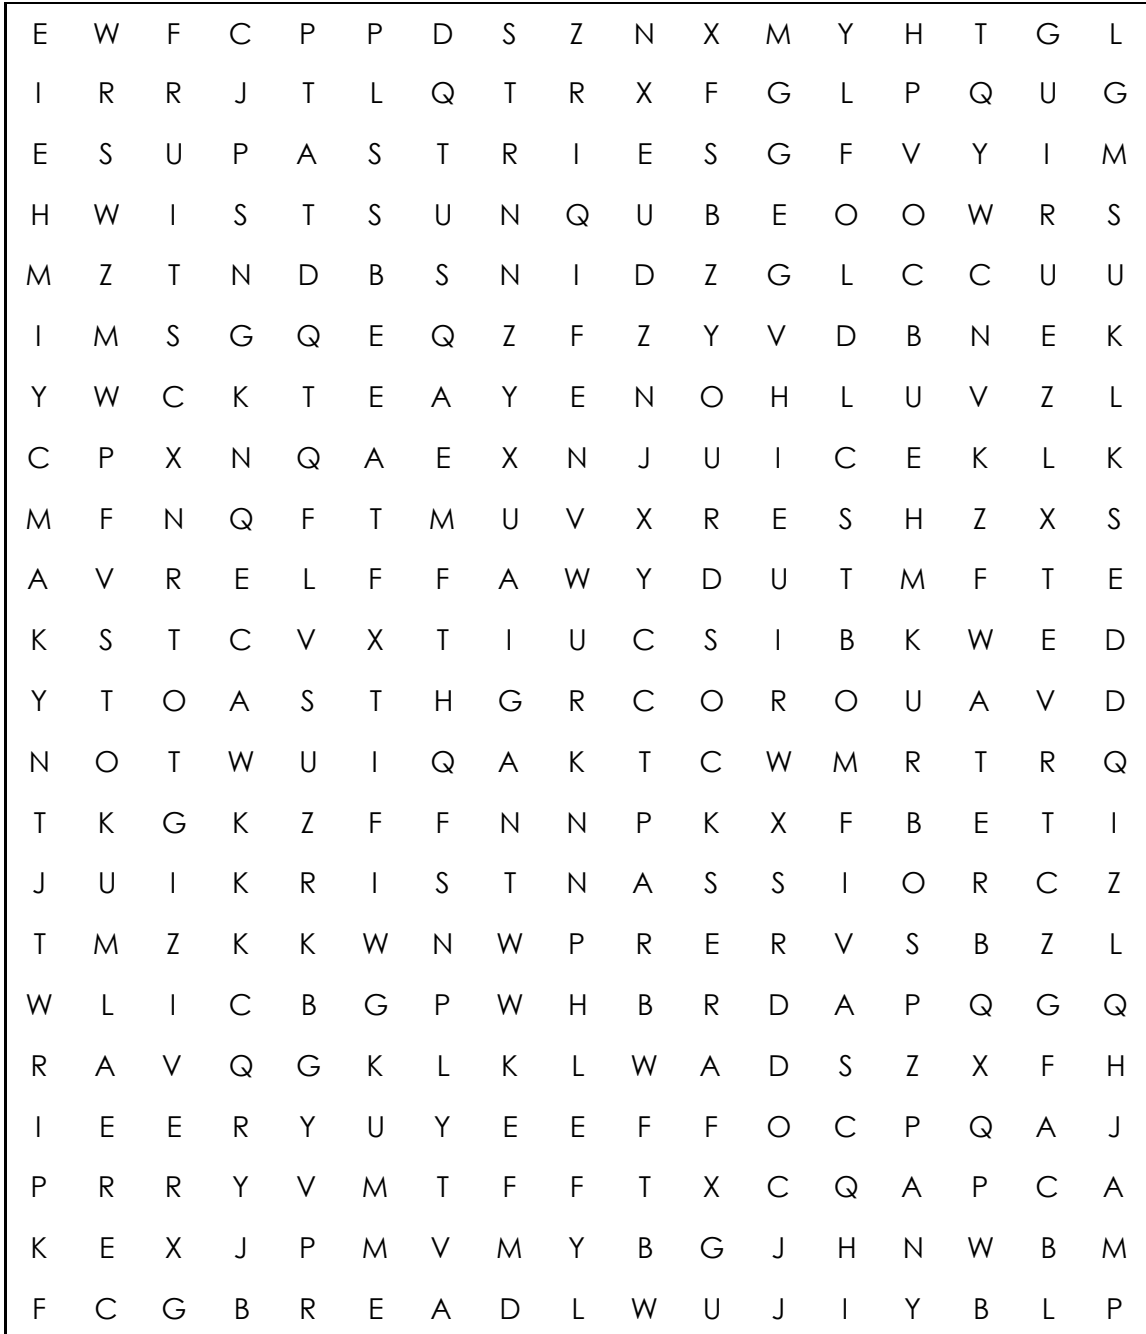 E W F C P P D S Z N X M Y H T G L
I R R J T L Q T R X F G L P Q U G
E S U P A S T R I E S G F V Y I M
H W I S T S U N Q U B E O O W R S
M Z T N D B S N I D Z G L C C U U
I M S G Q E Q Z F Z Y V D B N E K
Y W C K T E A Y E N O H L U V Z L
C P X N Q A E X N J U I C E K L K
M F N Q F T M U V X R E S H Z X S
A V R E L F F A W Y D U T M F T E
K S T C V X T I U C S I B K W E D
Y T O A S T H G R C O R O U A V D
N O T W U I Q A K T C W M R T R Q
T K G K Z F F N N P K X F B E T I
J U I K R I S T N A S S I O R C Z
T M Z K K W N W P R E R V S B Z L
W L I C B G P W H B R D A P Q G Q
R A V Q G K L K L W A D S Z X F H
I E E R Y U Y E E F F O C P Q A J
P R R Y V M T F F T X C Q A P C A
K E X J P M V M Y B G J H N W B M
F C G B R E A D L W U J I Y B L P